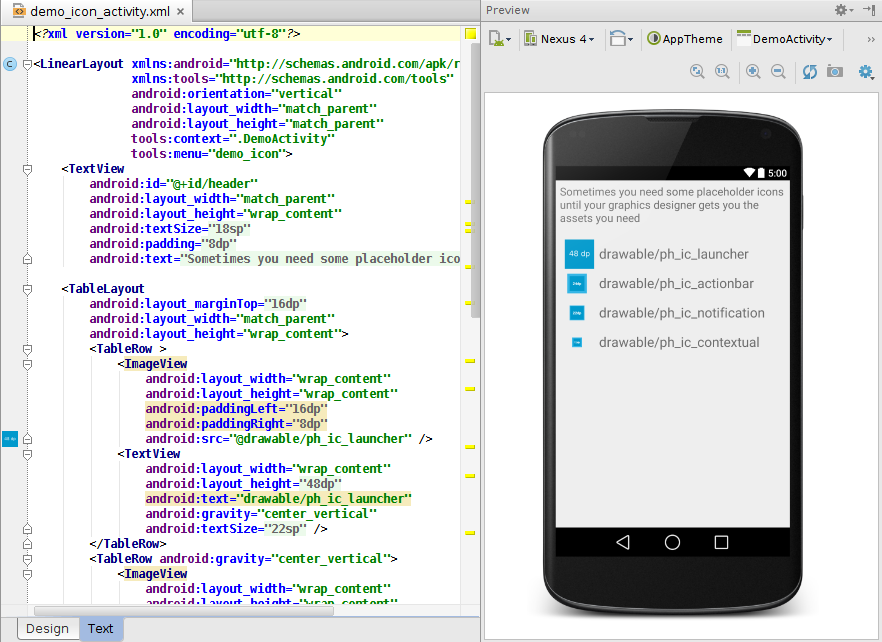 demo_icon_activity.xml
<?xml version="1.0" encoding="utf-8"?>
<LinearLayout xmlns:android="http://schemas.android.com/apk/r
xmlns:tools="http://schemas.android.com/tools"
android:orientation="vertical"
android:layout_width="match_parent"
android:layout_height="match_parent"
tools:context=".DemoActivity"
tools:menu="demo_icon">
<TextView
android:id="@+id/header"
android:layout_width="match_parent"
android:layout_height="wrap_content"
android:textSize="18sp"
android:padding="8dp"
android:text="Sometimes you need some placeholder ico
<TableLayout
android:layout_marginTop="16dp"
android:layout_width="match_parent"
android:layout_height="wrap_content">
<TableRow >
<ImageView
android:layout_width="wrap_content"
android:layout_height="wrap_content"
android:paddingLeft="16dp"
android:paddingRight="8dp"
android:src="@drawable/ph_ic_launcher" />
<TextView
android:layout_width="wrap_content"
android:layout_height="48dp"
android:text="drawable/ph_ic_launcher"
android:gravity="center_vertical"
android:textSize="22sp" />
</TableRow>
<TableRow android:gravity="center_vertical">
<ImageView
android:layout_width="wrap_content"
android:layout_height="wrap_content"
Design Text
Preview
Nexus 4 AppTheme DemoActivity
1:1
5:00
Sometimes you need some placeholder icons
until your graphics designer gets you the
assets you need
48 dp drawable/ph_ic_launcher
drawable/ph_ic_actionbar
drawable/ph_ic_notification
drawable/ph_ic_contextual